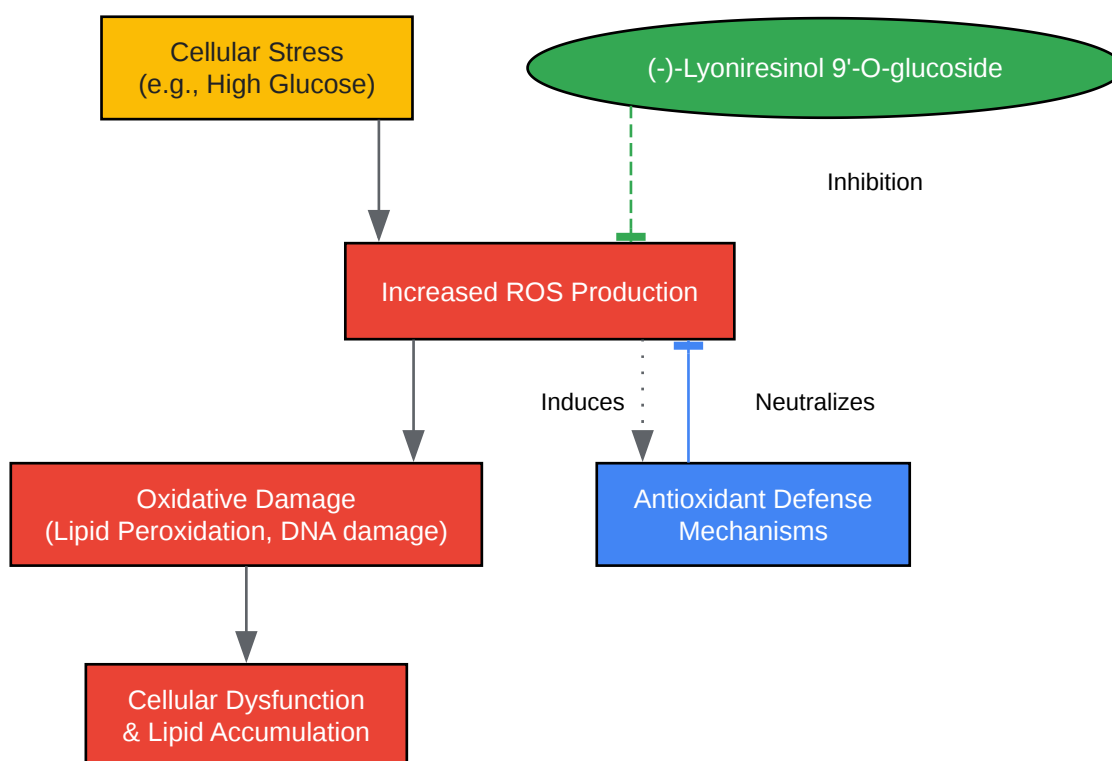 Cellular Stress
(e.g., High Glucose)
(-)-Lyoniresinol 9'-O-glucoside
Inhibition
Increased ROS Production
Induces
Neutralizes
Oxidative Damage
(Lipid Peroxidation, DNA damage)
Antioxidant Defense
Mechanisms
Cellular Dysfunction
& Lipid Accumulation